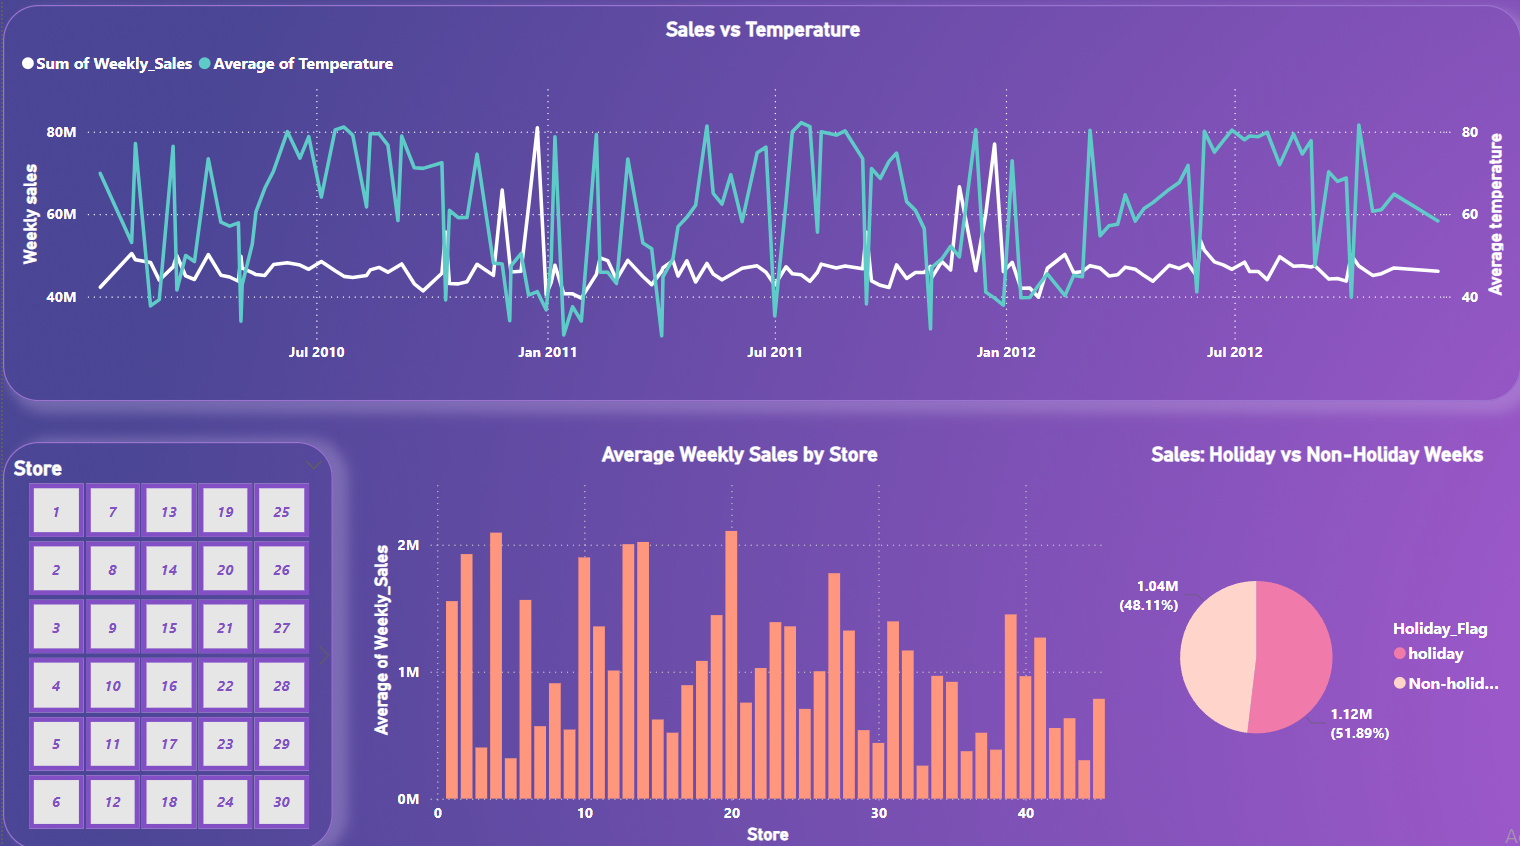 Sales vs Temperature
Sum of Weekly_Sales Average of Temperature
Weekly sales
80M
60M
40M
80
60
40
Average temperature
Jul 2010 Jan 2011 Jul 2011 Jan 2012 Jul 2012
Store
1 7 13 19 25
2 8 14 20 26
3 9 15 21 27
4 10 16 22 28
5 11 17 23 29
6 12 18 24 30
Average Weekly Sales by Store
Average of Weekly_Sales
2M
1M
0M
0 10 20 30 40
Store
Sales: Holiday vs Non-Holiday Weeks
1.04M
(48.11%)
1.12M
(51.89%)
Holiday_Flag
holiday
Non-holid...